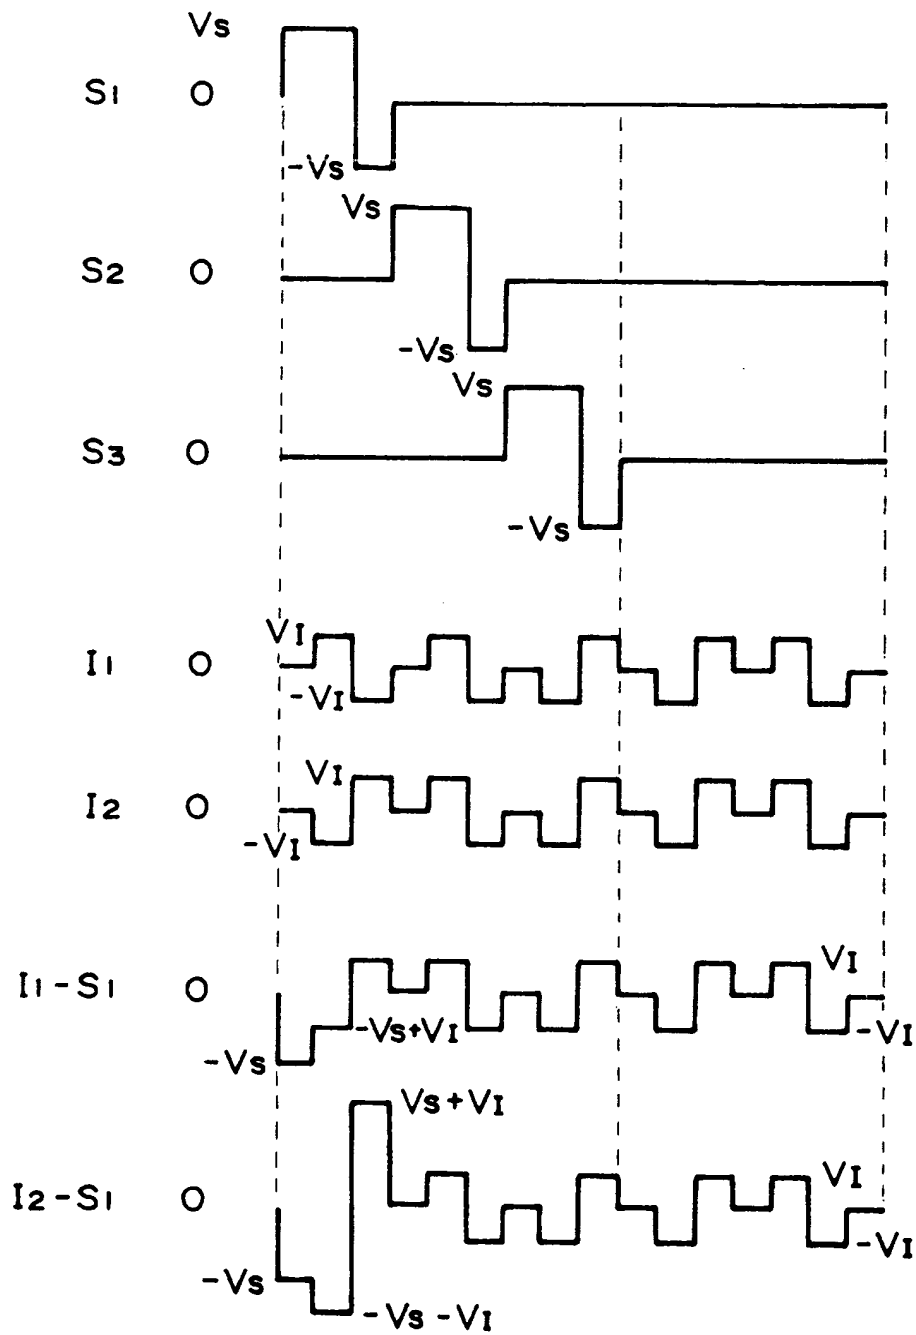 Vs
S1 O
-Vs
Vs
S2 O
-Vs
Vs
S3 O
-Vs
VI
I1 O
-VI
VI
I2 O
-VI
I1-S1 O VI
-Vs+VI -VI
-Vs
Vs+VI
I2-S1 O VI
-VI
-Vs
-Vs-VI